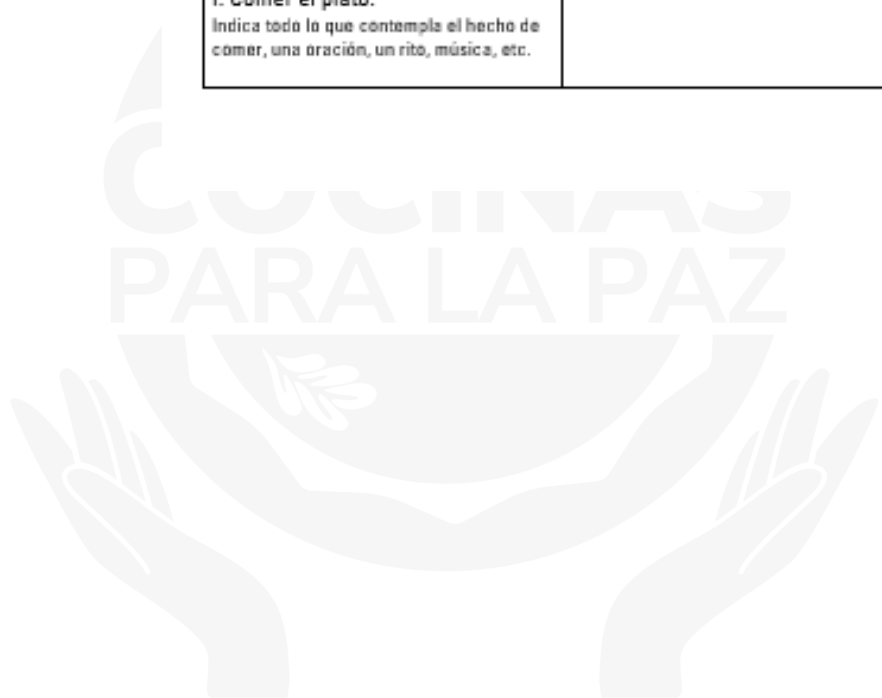 f. Comer el plato.
Indica todo lo que contempla el hecho de
comer, una oración, un rito, música, etc.
COCINAS
PARA LA PAZ